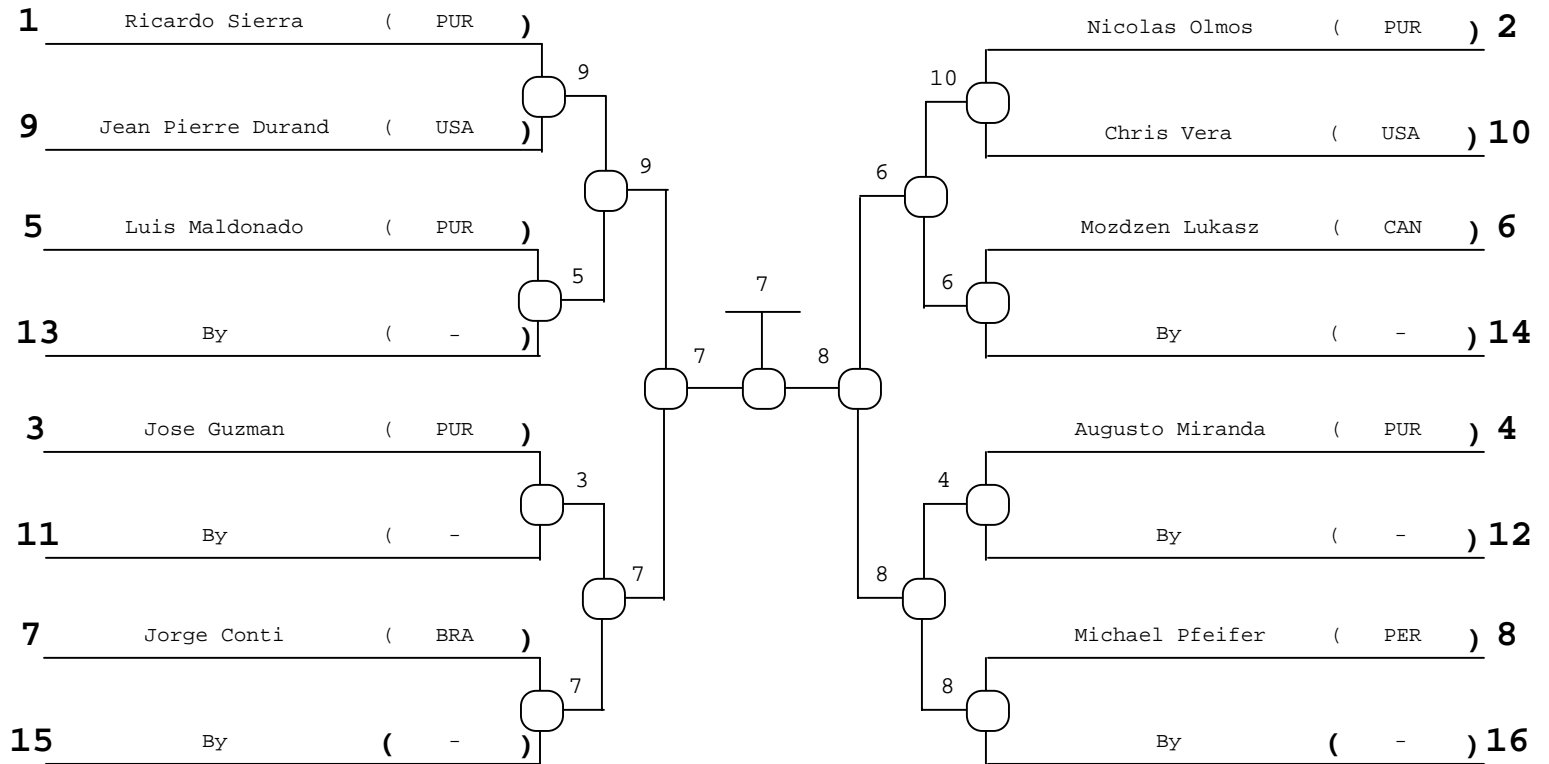 1 Ricardo Sierra ( PUR )
Nicolas Olmos ( PUR ) 2
9
10
9 Jean Pierre Durand ( USA )
Chris Vera ( USA ) 10
9
6
5 Luis Maldonado ( PUR )
Mozdzen Lukasz ( CAN ) 6
5
7
6
13 By ( - )
By ( - ) 14
7
8
3 Jose Guzman ( PUR )
Augusto Miranda ( PUR ) 4
3
4
11 By ( -
By ( - ) 12
7
8
7 Jorge Conti ( BRA )
Michael Pfeifer ( PER ) 8
7
8
15 By ( - )
By ( - ) 16